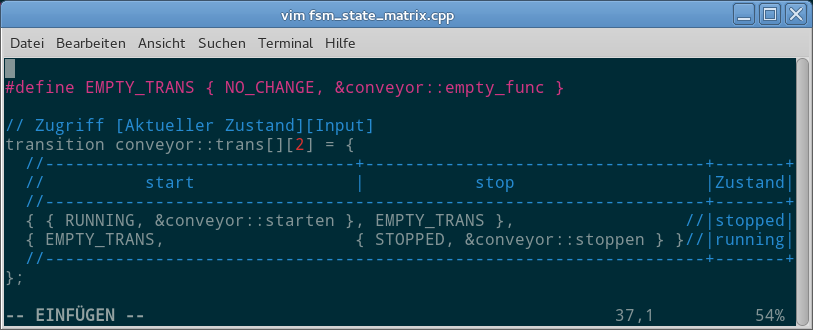 vim fsm_state_matrix.cpp
Datei Bearbeiten Ansicht Suchen Terminal Hilfe
#define EMPTY_TRANS { NO_CHANGE, &conveyor::empty_func }
// Zugriff [Aktueller Zustand][Input]
transition conveyor::trans[][2] = {
  //-------------------------------+----------------------------------+-------+
  //          start                |           stop                   |Zustand|
  //-------------------------------+----------------------------------+-------+
  { { RUNNING, &conveyor::starten }, EMPTY_TRANS },                 //|stopped|
  { EMPTY_TRANS,                   { STOPPED, &conveyor::stoppen } }//|running|
  //------------------------------------------------------------------+-------+
};
-- EINFÜGEN --                                               37,1          54%